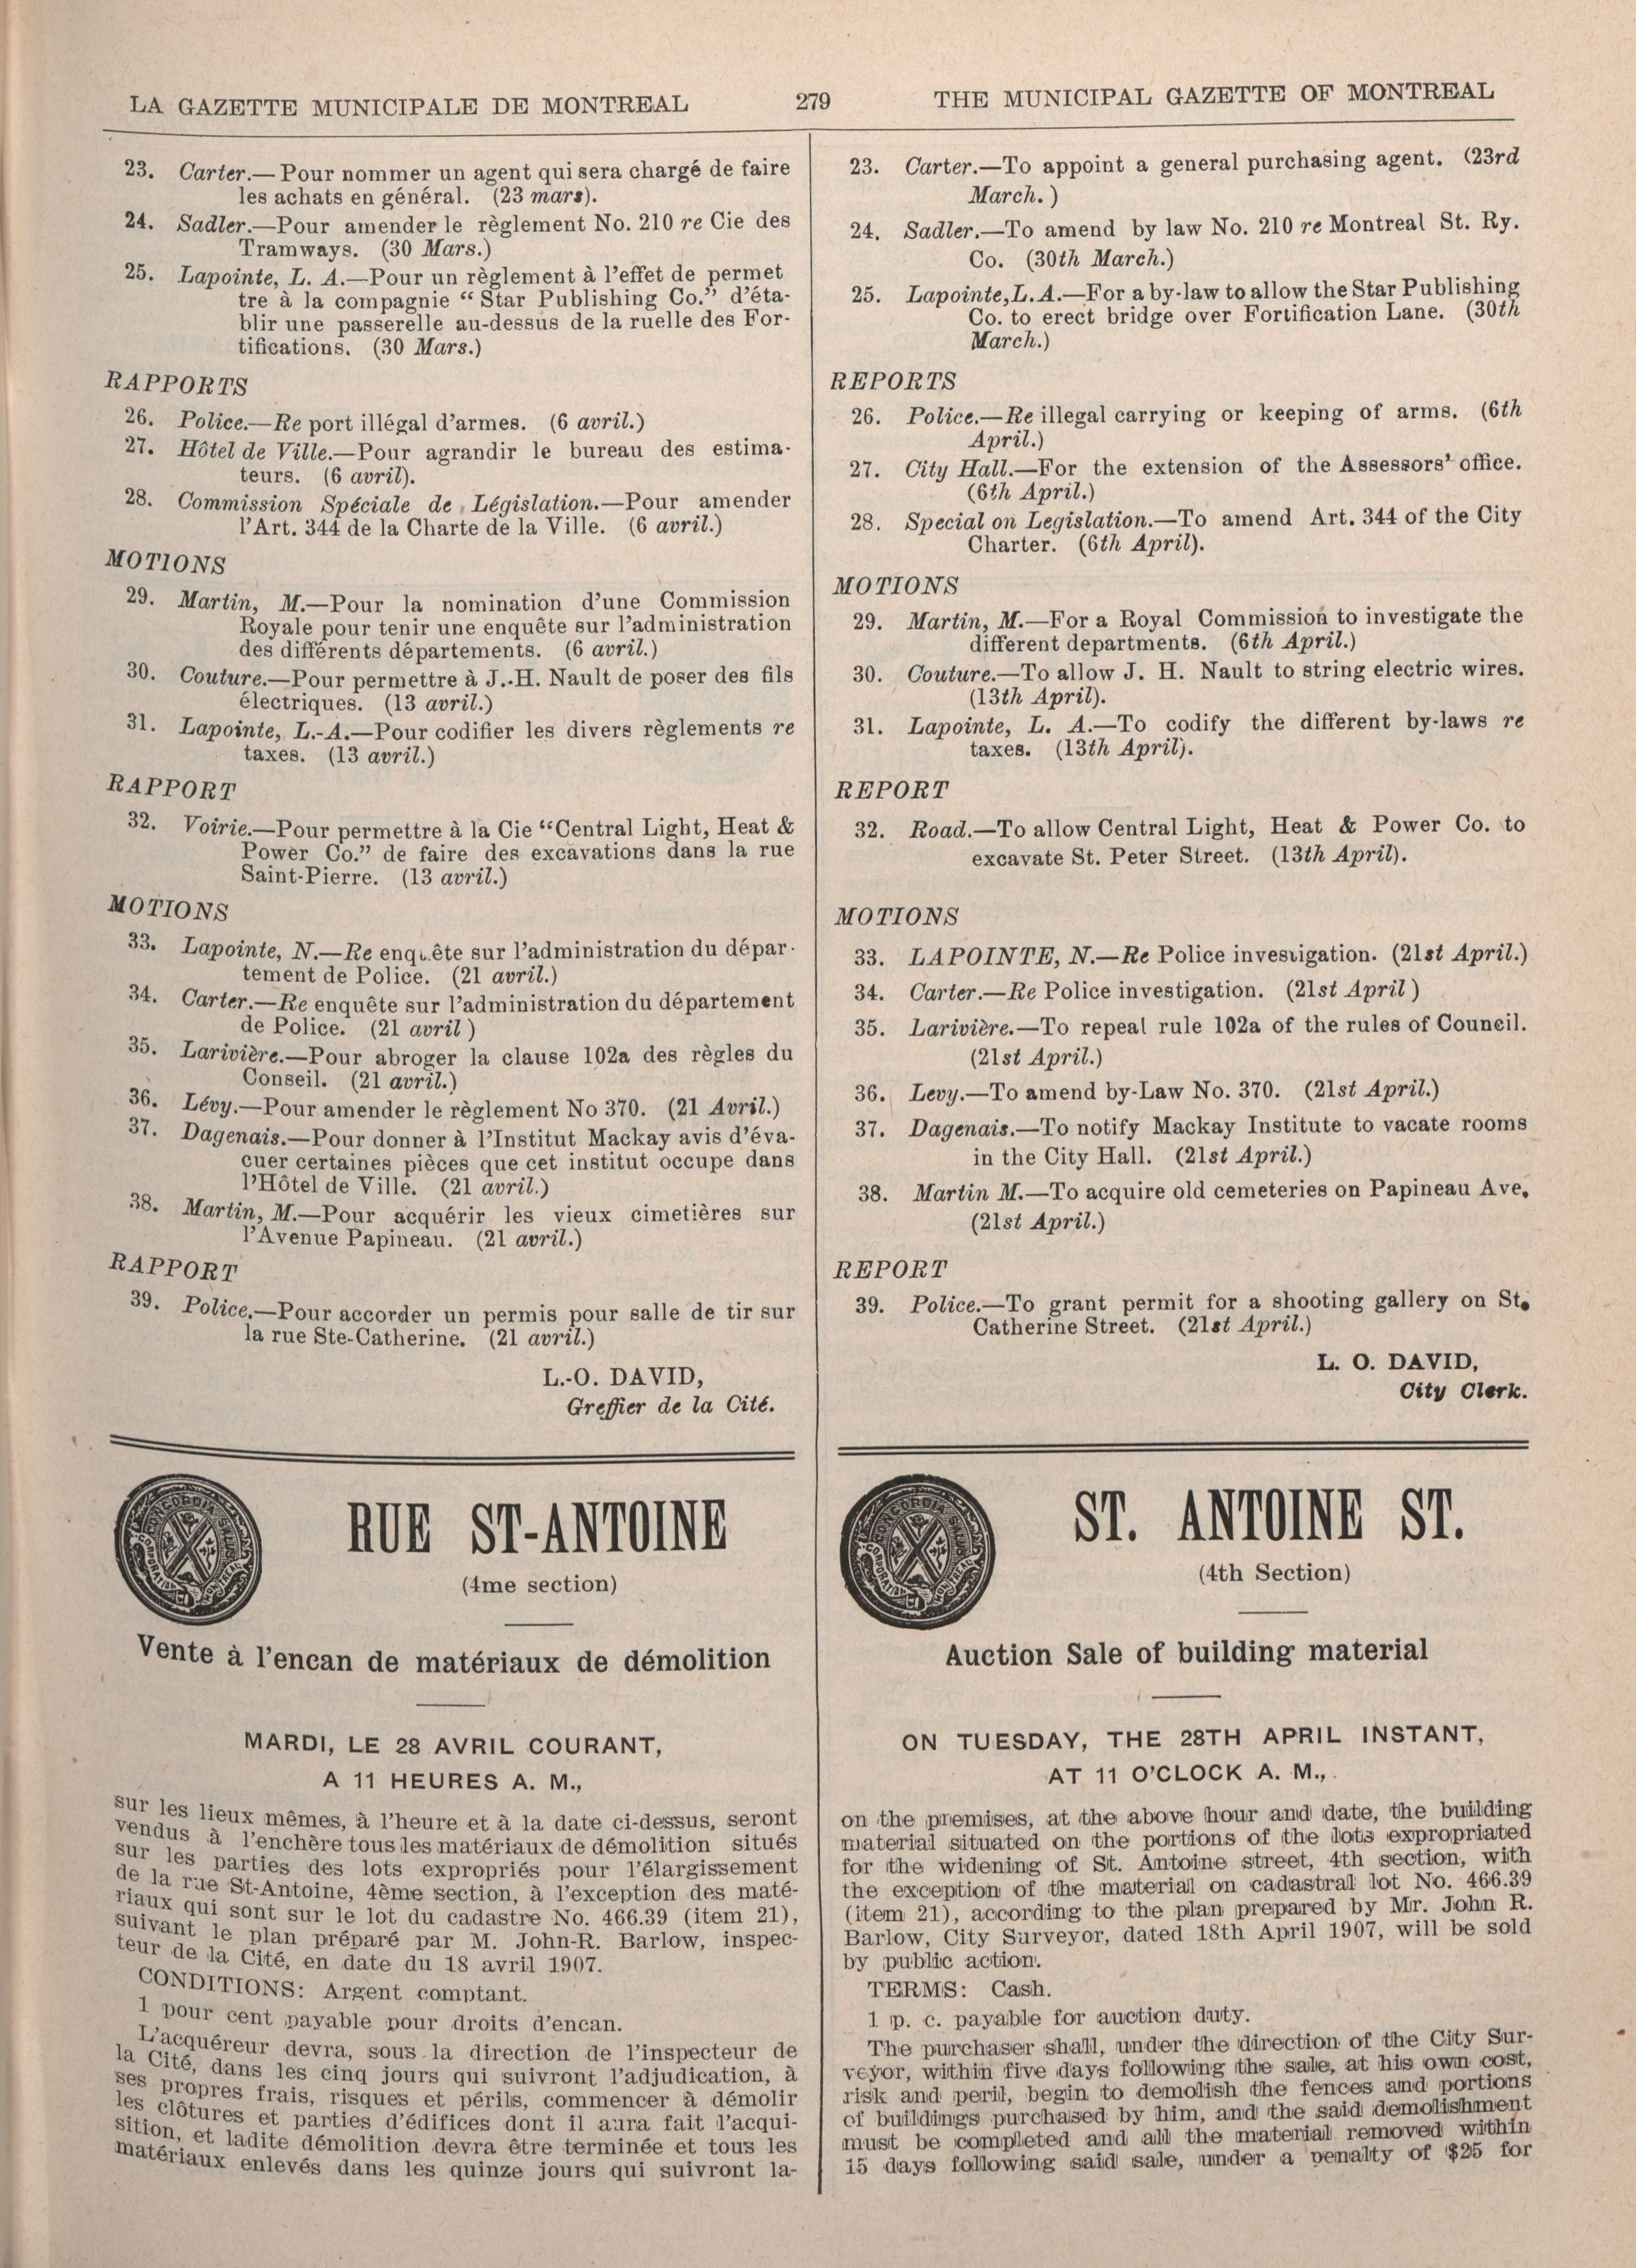 LA GAZETTE MUNICIPALE DE MONTREAL 279 THE MUNICIPAL GAZETTE OF MONTREAL
23. Carter.—Pour nommer un agent qui sera chargé de faire
les achats en général. (23 mars).
24. Sadler.—Pour amender le règlement No. 210 re Cie des
Tramways. (30 Mars.)
25. Lapointe, L. A.—Pour un règlement à l'effet de permet
tre à la compagnie “ Star Publishing Co.” d'éta-
blir une passerelle au-dessus de la ruelle des For-
tifications. (30 Mars.)
RAPPORTS
26. Police.—Re port illégal d'armes. (6 avril.)
27. Hôtel de Ville.—Pour agrandir le bureau des estima-
teurs. (6 avril).
28. Commission Spéciale de Législation.—Pour amender
l'Art. 344 de la Charte de la Ville. (6 avril.)
MOTIONS
29. Martin, M.—Pour la nomination d'une Commission
Royale pour tenir une enquête sur l'administration
des différents départements. (6 avril.)
30. Couture.—Pour permettre à J.-H. Nault de poser des fils
électriques. (13 avril.)
31. Lapointe, L.-A.—Pour codifier les divers règlements re
taxes. (13 avril.)
RAPPORT
32. Voirie.—Pour permettre à la Cie “Central Light, Heat &
Power Co.” de faire des excavations dans la rue
Saint-Pierre. (13 avril.)
MOTIONS
33. Lapointe, N.—Re enquête sur l'administration du dépar-
tement de Police. (21 avril.)
34. Carter.—Re enquête sur l'administration du département
de Police. (21 avril )
35. Larivière.—Pour abroger la clause 102a des règles du
Conseil. (21 avril.)
36. Lévy.—Pour amender le règlement No 370. (21 Avril.)
37. Dagenais.—Pour donner à l'Institut Mackay avis d'éva-
cuer certaines pièces que cet institut occupe dans
l'Hôtel de Ville. (21 avril.)
38. Martin, M.—Pour acquérir les vieux cimetières sur
l'Avenue Papineau. (21 avril.)
RAPPORT
39. Police.—Pour accorder un permis pour salle de tir sur
la rue Ste-Catherine. (21 avril.)
L.-O. DAVID,
Greffier de la Cité.
RUE ST-ANTOINE
(4me section)
Vente à l'encan de matériaux de démolition
MARDI, LE 28 AVRIL COURANT,
A 11 HEURES A. M.,
sur les lieux mêmes, à l'heure et à la date ci-dessus, seront
vendus à l'enchère tous les matériaux de démolition situés
sur les parties des lots expropriés pour l'élargissement
de la rue St-Antoine, 4ème section, à l'exception des maté-
riaux qui sont sur le lot du cadastre No. 466.39 (item 21),
suivant le plan préparé par M. John-R. Barlow, inspec-
teur de la Cité, en date du 18 avril 1907.
CONDITIONS: Argent comptant.
1 pour cent payable pour droits d'encan.
L'acquéreur devra, sous la direction de l'inspecteur de
la Cité, dans les cinq jours qui suivront l'adjudication, à
ses propres frais, risques et périls, commencer à démolir
les clôtures et parties d'édifices dont il aura fait l'acqui-
sition, et ladite démolition devra être terminée et tous les
matériaux enlevés dans les quinze jours qui suivront la-
23. Carter.—To appoint a general purchasing agent. (23rd
March. )
24. Sadler.—To amend by law No. 210 re Montreal St. Ry.
Co. (30th March.)
25. Lapointe, L. A.—For a by-law to allow the Star Publishing
Co. to erect bridge over Fortification Lane. (30th
March.)
REPORTS
26. Police.—Re illegal carrying or keeping of arms. (6th
April.)
27. City Hall.—For the extension of the Assessors' office.
(6th April.)
28. Special on Legislation.—To amend Art. 344 of the City
Charter. (6th April).
MOTIONS
29. Martin, M.—For a Royal Commission to investigate the
different departments. (6th April.)
30. Couture.—To allow J. H. Nault to string electric wires.
(13th April).
31. Lapointe, L. A.—To codify the different by-laws re
taxes. (13th April).
REPORT
32. Road.—To allow Central Light, Heat & Power Co. to
excavate St. Peter Street. (13th April).
MOTIONS
33. LAPOINTE, N.—Re Police investigation. (21st April.)
34. Carter.—Re Police investigation. (21st April )
35. Larivière.—To repeal rule 102a of the rules of Council.
(21st April.)
36. Levy.—To amend by-Law No. 370. (21st April.)
37. Dagenais.—To notify Mackay Institute to vacate rooms
in the City Hall. (21st April.)
38. Martin M.—To acquire old cemeteries on Papineau Ave.
(21st April.)
REPORT
39. Police.—To grant permit for a shooting gallery on St.
Catherine Street. (21st April.)
L. O. DAVID,
City Clerk.
ST. ANTOINE ST.
(4th Section)
Auction Sale of building material
ON TUESDAY, THE 28TH APRIL INSTANT,
AT 11 O'CLOCK A. M.,
on the premises, at the above hour and date, the building
material situated on the portions of the lots expropriated
for the widening of St. Antoine street, 4th section, with
the exception of the material on cadastral lot No. 466.39
(item 21), according to the plan prepared by Mr. John R.
Barlow, City Surveyor, dated 18th April 1907, will be sold
by public action.
TERMS: Cash.
1 p. c. payable for auction duty.
The purchaser shall, under the direction of the City Sur-
veyor, within five days following the sale, at his own cost,
risk and peril, begin to demolish the fences and portions
of buildings purchased by him, and the said demolishment
must be completed and all the material removed within
15 days following said sale, under a penalty of $25 for